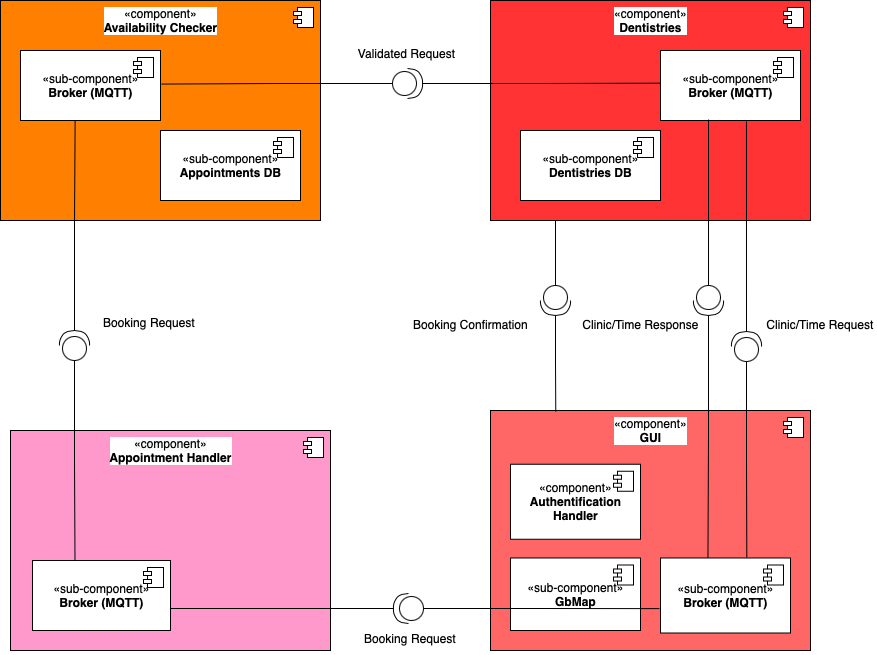 «component»
Availability Checker
«sub-component»
Broker (MQTT)
«sub-component»
Appointments DB
Validated Request
«component»
Dentistries
«sub-component»
Broker (MQTT)
«sub-component»
Dentistries DB
Booking Request
Booking Confirmation
Clinic/Time Response
Clinic/Time Request
«component»
Appointment Handler
«sub-component»
Broker (MQTT)
Booking Request
«component»
GUI
«component»
Authentification
Handler
«sub-component»
GbMap
«sub-component»
Broker (MQTT)